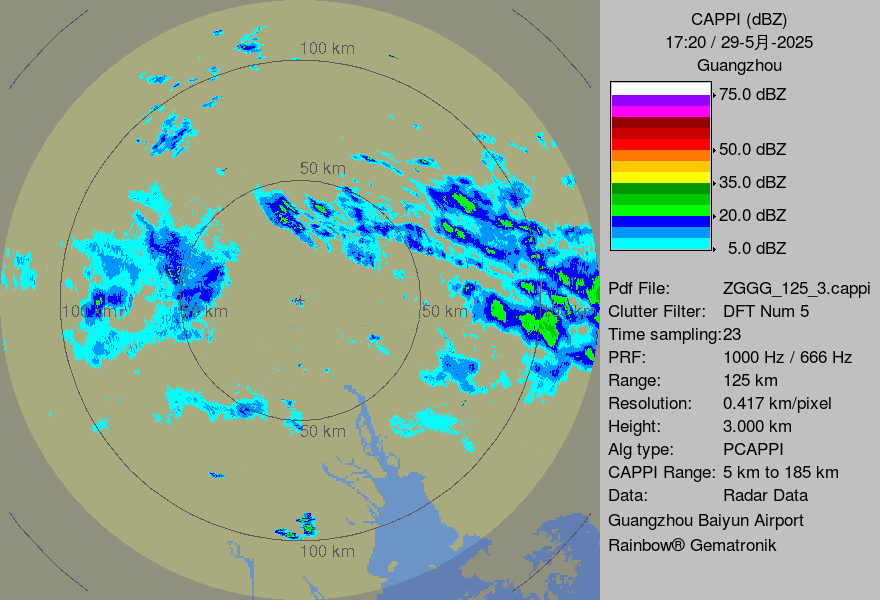 CAPPI (dBZ)
17:20 / 29-5月-2025
Guangzhou
75.0 dBZ
50.0 dBZ
35.0 dBZ
20.0 dBZ
5.0 dBZ
Pdf File: ZGGG_125_3.cappi
Clutter Filter: DFT Num 5
Time sampling:23
PRF: 1000 Hz / 666 Hz
Range: 125 km
Resolution: 0.417 km/pixel
Height: 3.000 km
Alg type: PCAPPI
CAPPI Range: 5 km to 185 km
Data: Radar Data
Guangzhou Baiyun Airport
Rainbow® Gematronik
100 km
50 km
100 km
50 km
50 km
50 km
100 km